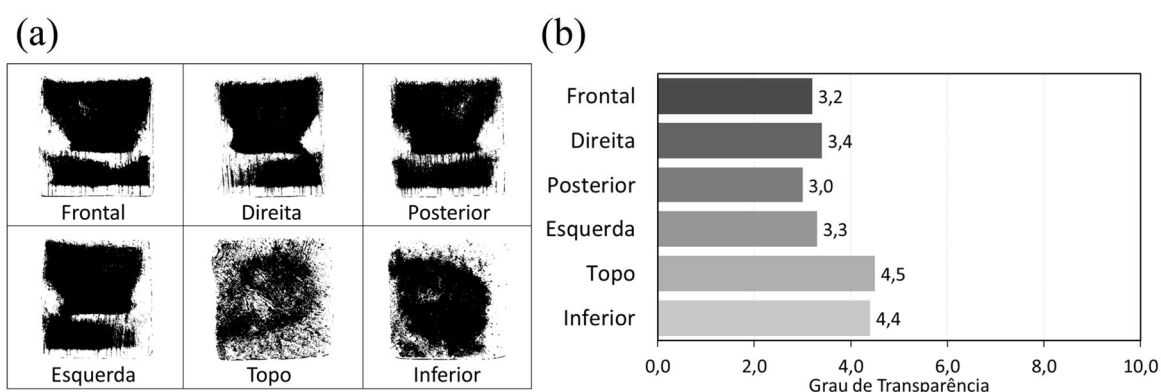 (a)
Frontal
Direita
Posterior
Esquerda
Topo
Inferior
(b)
Frontal
3,2
Direita
3,4
Posterior
3,0
Esquerda
3,3
Topo
4,5
Inferior
4,4
0,0 2,0 4,0 6,0 8,0 10,0
Grau de Transparência